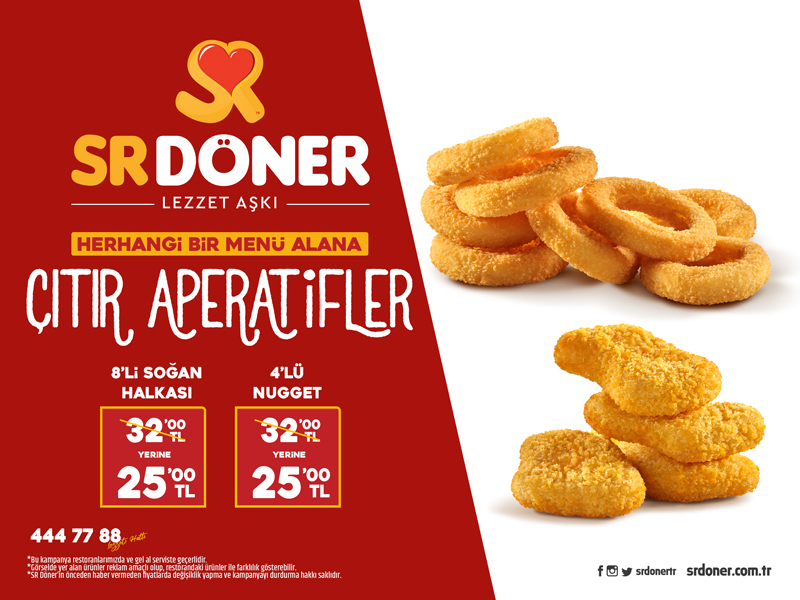 SR DÖNER
LEZZET AŞKI
HERHANGİ BİR MENÜ ALANA
ÇITIR APERATİFLER
8'Lİ SOĞAN
HALKASI
32'00 TL
YERİNE
25'00 TL
4'LÜ
NUGGET
32'00 TL
YERİNE
25'00 TL
444 77 88
Lezzet Hattı
*Bu kampanya restoranlarımızda ve gel al serviste geçerlidir.
*Görselde yer alan ürünler reklam amaçlı olup, restorandaki ürünler ile farklılık gösterebilir.
*SR Döner'in önceden haber vermeden fiyatlarda değişiklik yapma ve kampanyayı durdurma hakkı saklıdır.
srdonertr srdoner.com.tr